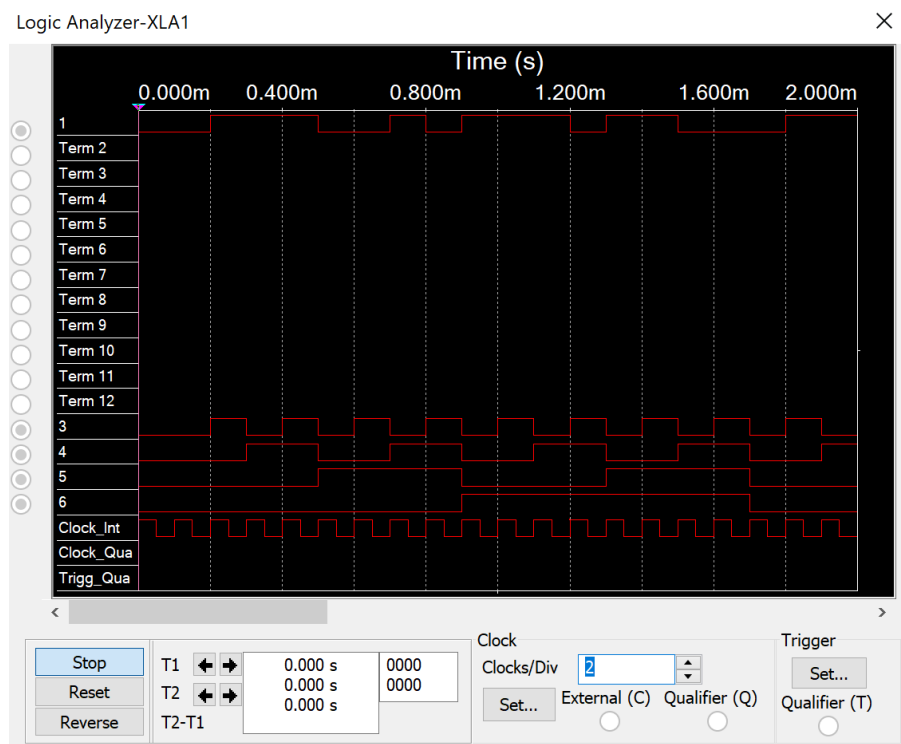 Logic Analyzer-XLA1
Time (s)
0.000m 0.400m 0.800m 1.200m 1.600m 2.000m
1
Term 2
Term 3
Term 4
Term 5
Term 6
Term 7
Term 8
Term 9
Term 10
Term 11
Term 12
3
4
5
6
Clock_Int
Clock_Qua
Trigg_Qua
Stop
Reset
Reverse
T1 0.000 s 0000
T2 0.000 s 0000
T2-T1 0.000 s
Clock
Clocks/Div 2
Set... External (C) Qualifier (Q)
Trigger
Set...
Qualifier (T)